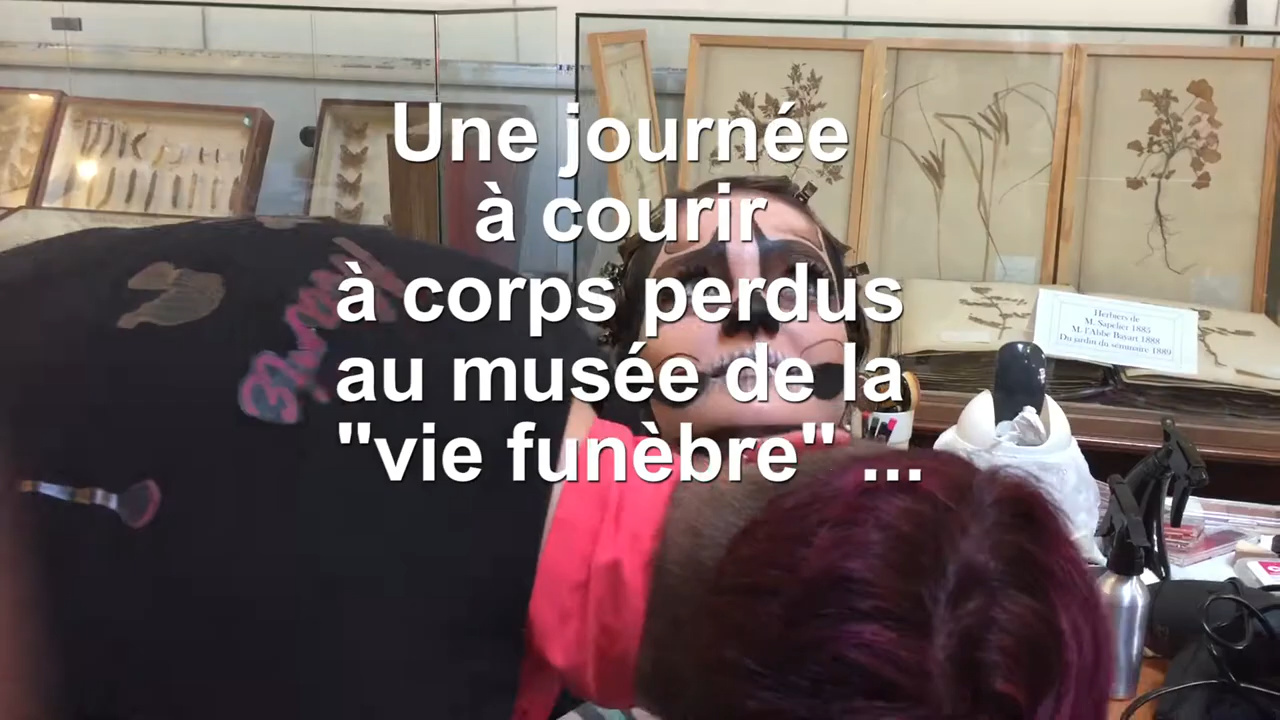 Une journée
à courir
à corps perdus
au musée de la
"vie funèbre" ...
Herbiers de
M. Sapelier 1885
M. l'Abbé Bayart 1888
Du jardin du séminaire 1889